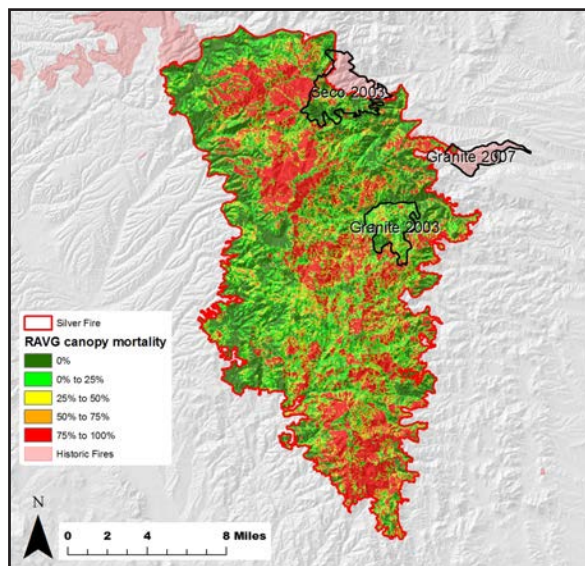 Seco 2003
Granite 2007
Granite 2003
Silver Fire
RAVG canopy mortality
0%
0% to 25%
25% to 50%
50% to 75%
75% to 100%
Historic Fires
N
0 2 4 8 Miles